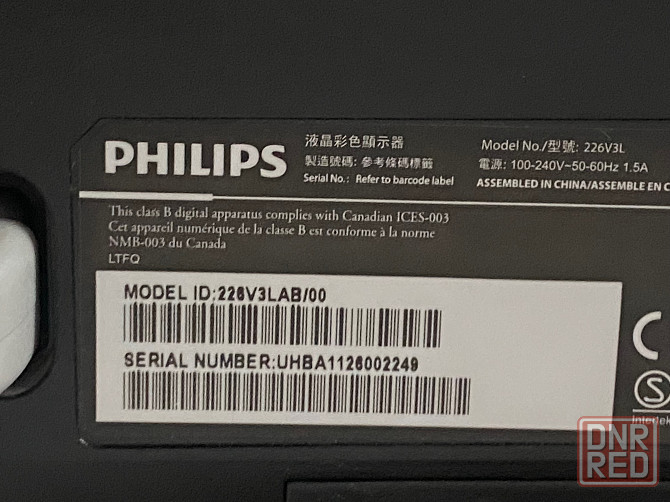 PHILIPS
液晶彩色顯示器
製造號碼: 參考條碼標籤
Serial No.: Refer to barcode label
Model No./型號: 226V3L
電源: 100-240V~50-60Hz 1.5A
ASSEMBLED IN CHINA/ASSEMBLE EN C
This class B digital apparatus complies with Canadian ICES-003
Cet appareil numérique de la classe B est conforme à la norme
NMB-003 du Canada
LTFQ
MODEL ID:226V3LAB/00
SERIAL NUMBER:UHBA1126002249
intertek
DNR
RED